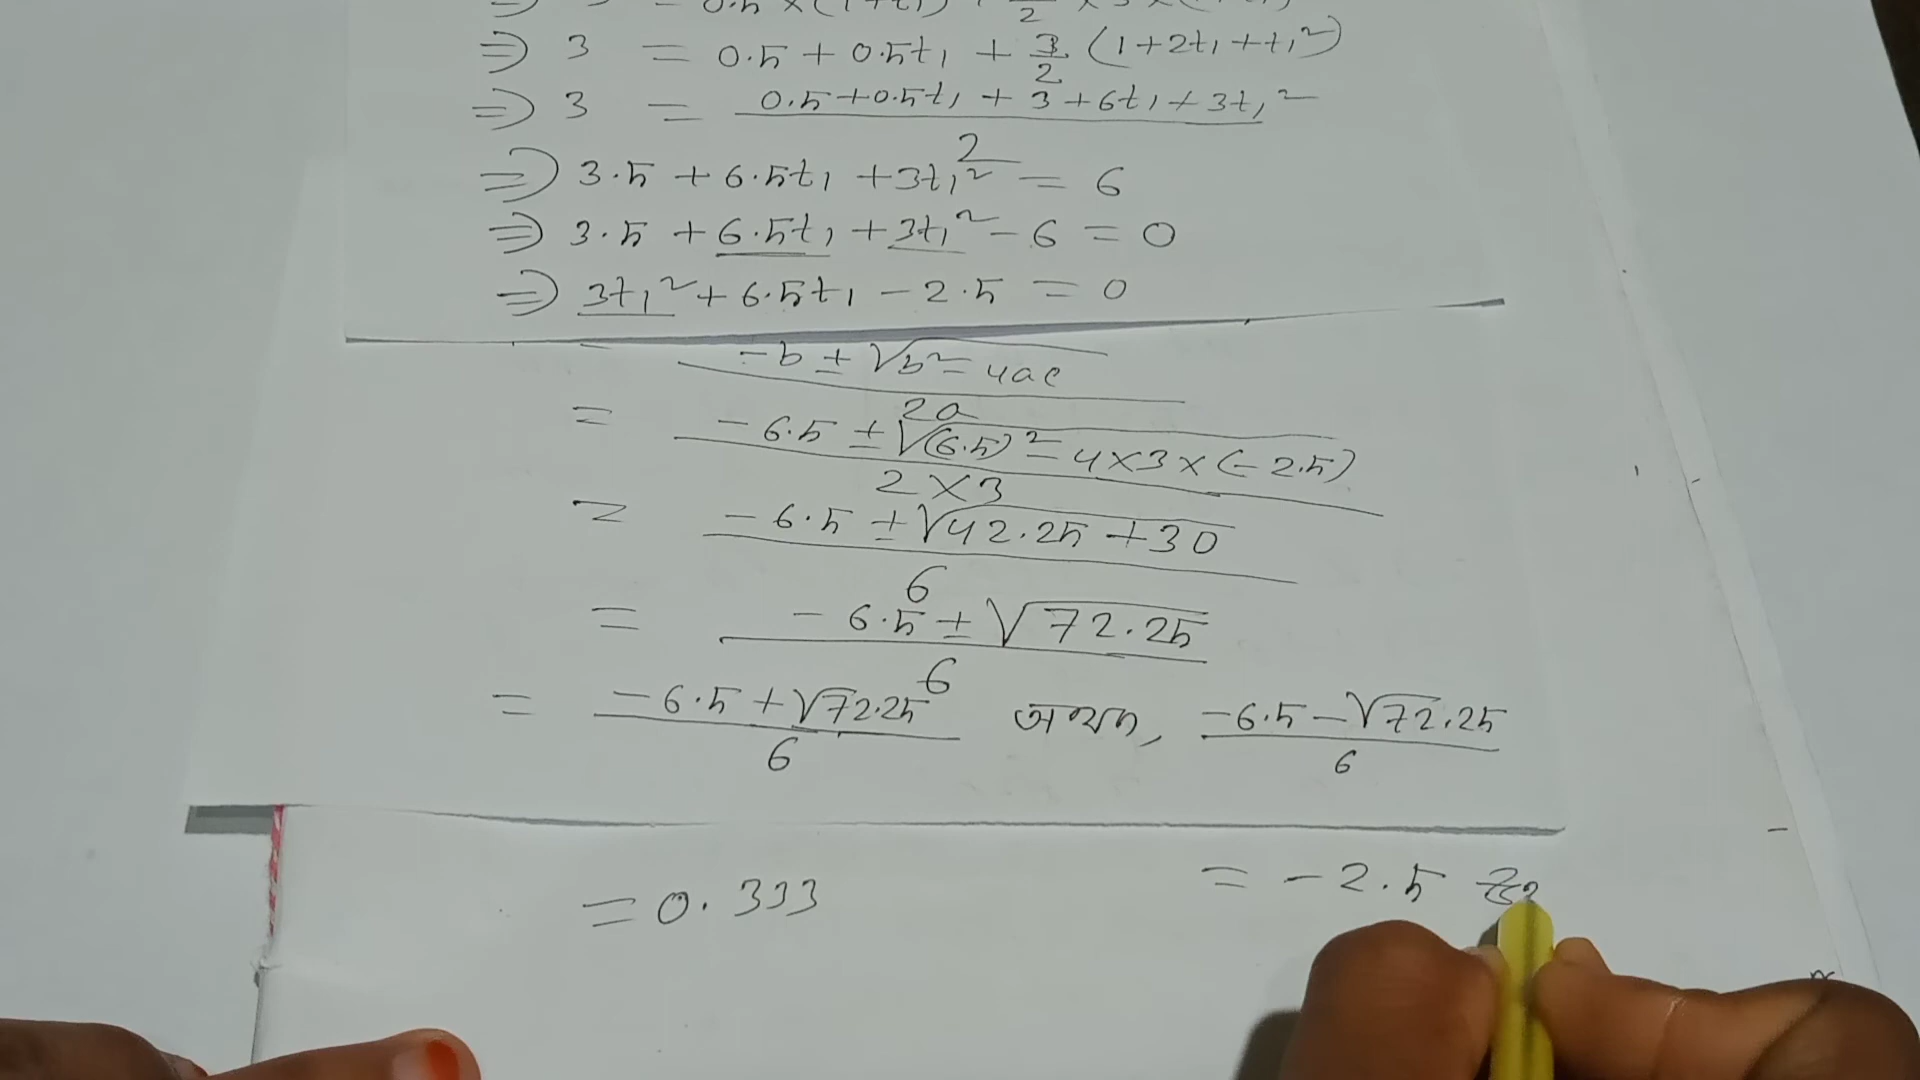 ⇒ 3 = 0.5 + 0.5t₁ + 3/2 (1+2t₁+t₁²)
⇒ 3 = (0.5+0.5t₁ + 3+6t₁+3t₁²)/2
⇒ 3.5 + 6.5t₁ + 3t₁² = 6
⇒ 3.5 + 6.5t₁ + 3t₁² - 6 = 0
⇒ 3t₁² + 6.5t₁ - 2.5 = 0
= (-b ± √b²-4ac)/2a
= (-6.5 ± √(6.5)²-4×3×(-2.5))/(2×3)
= (-6.5 ± √42.25+30)/6
= (-6.5 ± √72.25)/6
= (-6.5+√72.25)/6 অথবা, (-6.5-√72.25)/6
= 0.333 = -2.5